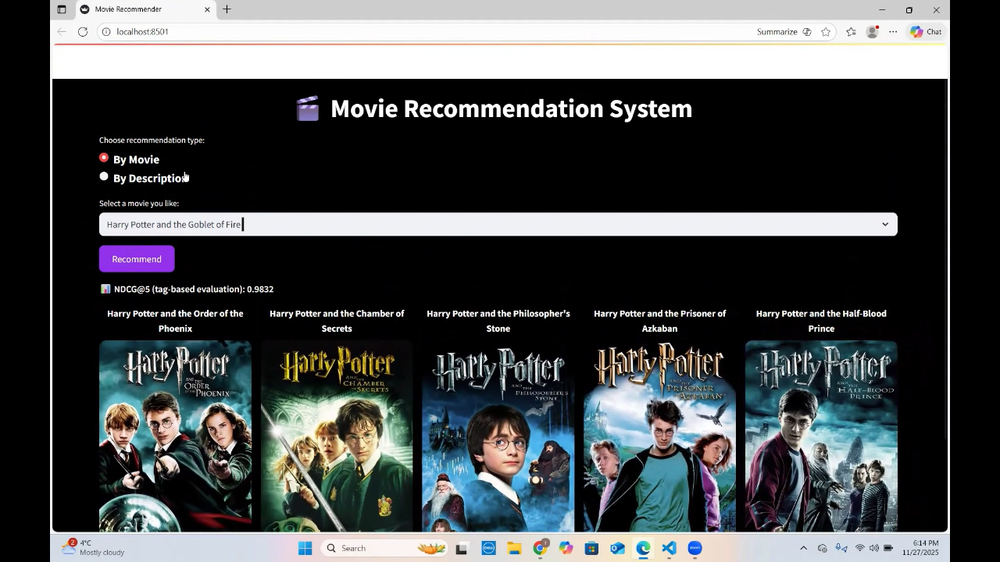 Movie Recommender
localhost:8501
Summarize
Chat
Movie Recommendation System
Choose recommendation type:
By Movie
By Description
Select a movie you like:
Harry Potter and the Goblet of Fire
Recommend
NDCG@5 (tag-based evaluation): 0.9832
Harry Potter and the Order of the
Phoenix
Harry Potter and the Chamber of
Secrets
Harry Potter and the Philosopher's
Stone
Harry Potter and the Prisoner of
Azkaban
Harry Potter and the Half-Blood
Prince
Harry Potter
AND THE
ORDER
OF THE
PHOENIX
Harry Potter
AND THE
CHAMBER
OF SECRETS
Harry Potter
AND THE
PHILOSOPHER'S
STONE
Harry Potter
AND THE
PRISONER OF
AZKABAN
Harry Potter
AND THE
HALF-BLOOD
PRINCE
2
4°C
Mostly cloudy
Search
DELL
zoom
6:14 PM
11/27/2025